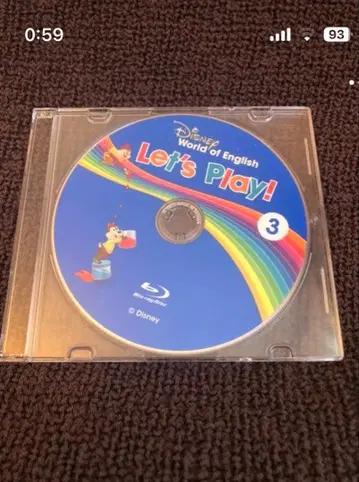 0:59
93
Disney
World of English
Let's Play!
3
Blu-ray Disc
© Disney